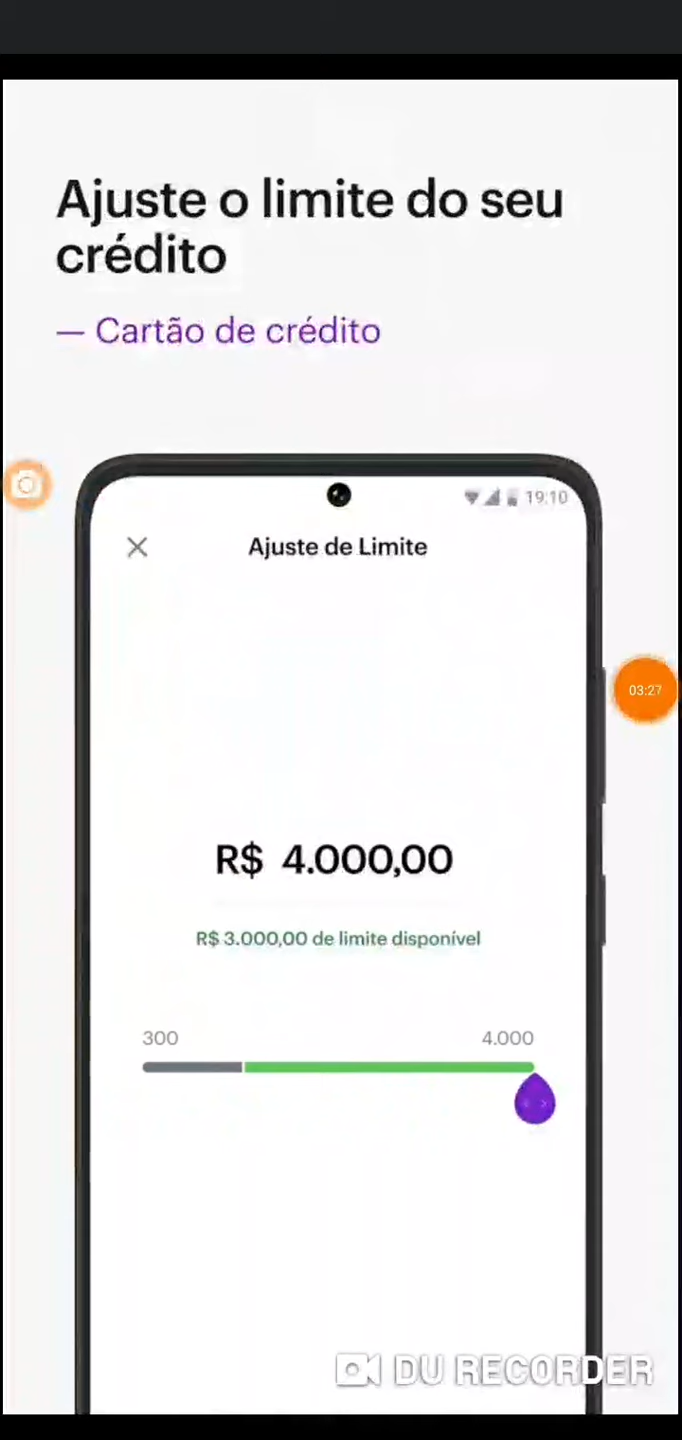 Ajuste o limite do seu
crédito
— Cartão de crédito
19:10
Ajuste de Limite
03:27
R$ 4.000,00
R$ 3.000,00 de limite disponível
300 4.000
DU RECORDER